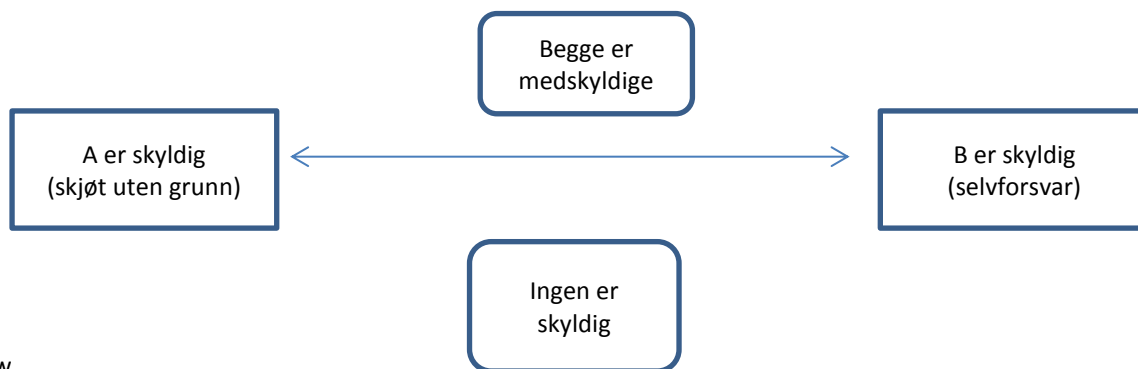 Begge er
medskyldige
A er skyldig
(skjøt uten grunn)
B er skyldig
(selvforsvar)
Ingen er
skyldig